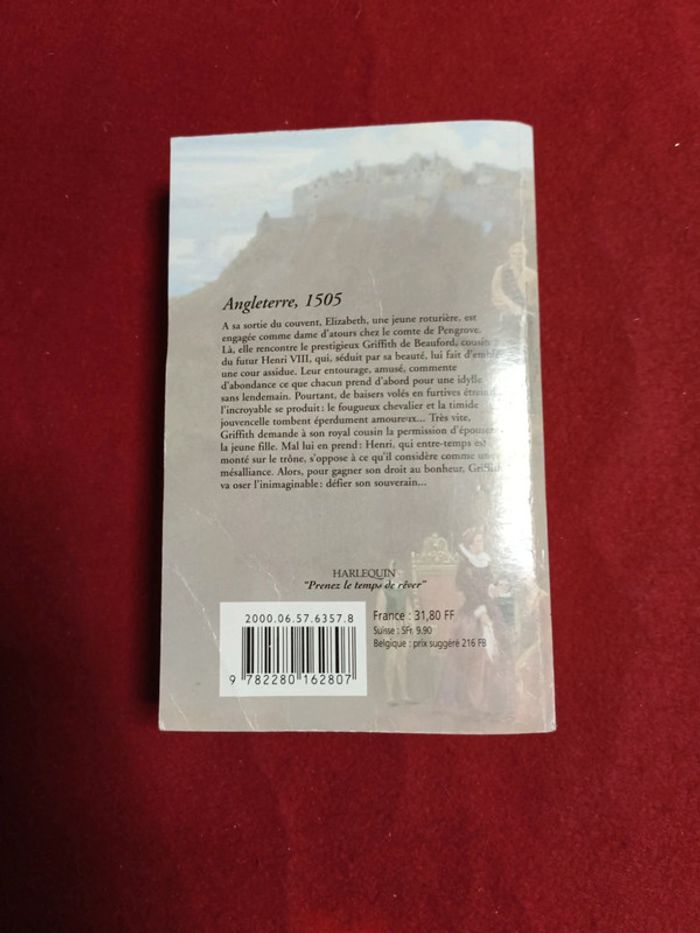 Angleterre, 1505
A sa sortie du couvent, Elizabeth, une jeune roturière, est
engagée comme dame d'atours chez le comte de Pengrove.
Là, elle rencontre le prestigieux Griffith de Beauford, cousin
du futur Henri VIII, qui, séduit par sa beauté, lui fait d'emblée
une cour assidue. Leur entourage, amusé, commente
d'abondance ce que chacun prend d'abord pour une idylle
sans lendemain. Pourtant, de baisers volés en furtives
l'incroyable se produit : le fougueux chevalier et la timide
jouvencelle tombent éperdument amoureux... Très vite,
Griffith demande à son royal cousin la permission d'épouser
la jeune fille. Mal lui en prend : Henri, qui entre-temps est
monté sur le trône, s'oppose à ce qu'il considère comme une
mésalliance. Alors, pour gagner son droit au bonheur, Griffith
va oser l'inimaginable : défier son souverain...
HARLEQUIN
"Prenez le temps de rêver"
2000.06.57.6357.8
France : 31,80 FF
Suisse : SFr. 9.90
Belgique : prix suggéré 216 FB
9 782280 162807